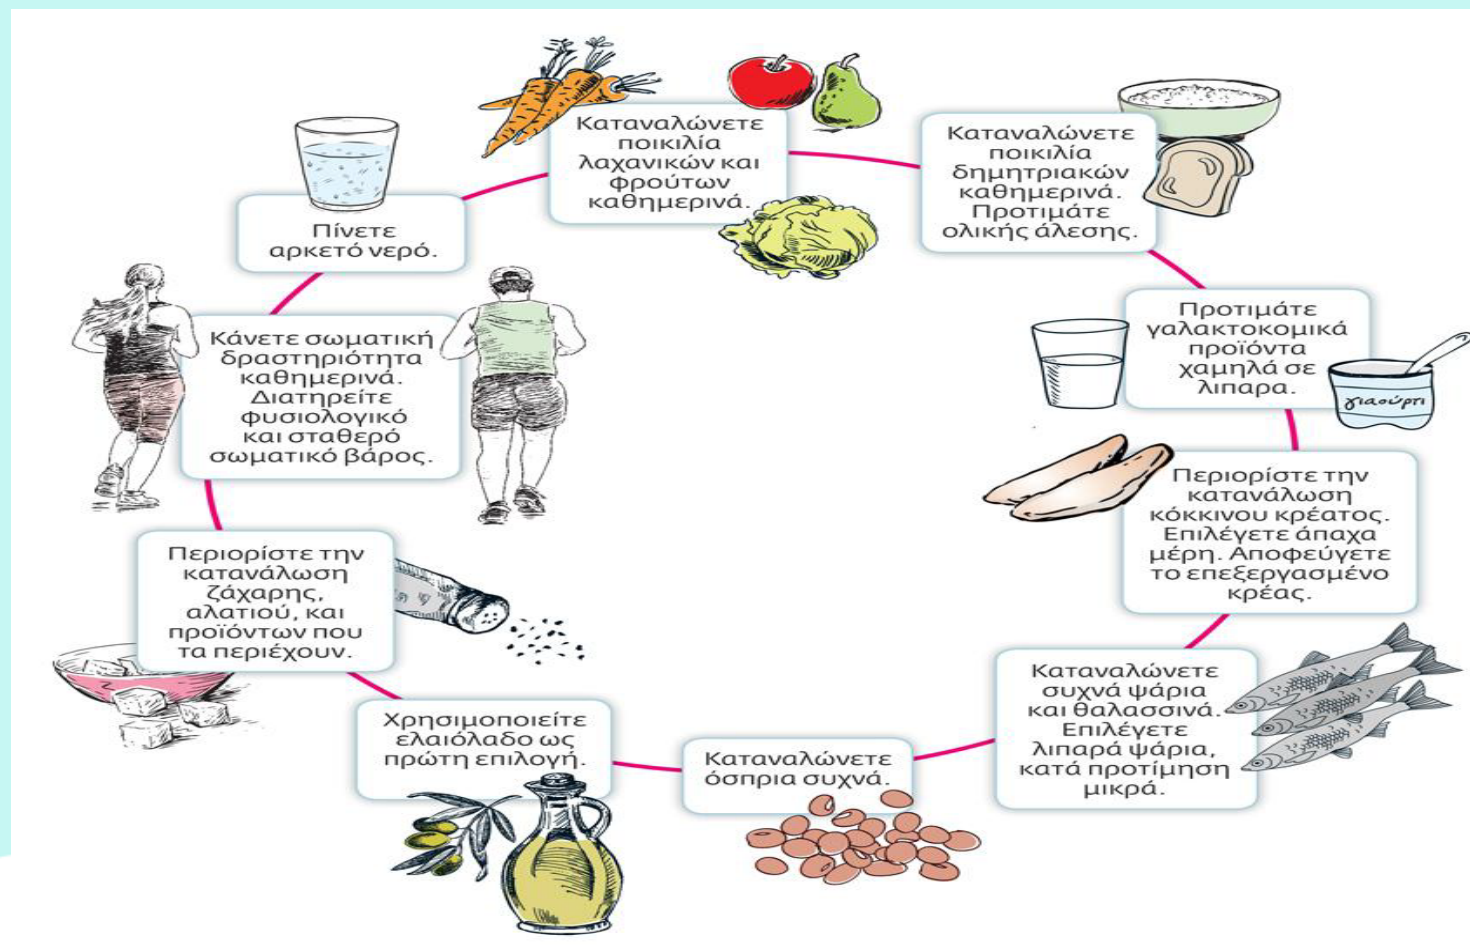 Καταναλώνετε
ποικιλία
λαχανικών και
φρούτων
καθημερινά.
Καταναλώνετε
ποικιλία
δημητριακών
καθημερινά.
Προτιμάτε
ολικής άλεσης.
Προτιμάτε
γαλακτοκομικά
προϊόντα
χαμηλά σε
λιπαρα.
γιαούρτι
Περιορίστε την
κατανάλωση
κόκκινου κρέατος.
Επιλέγετε άπαχα
μέρη. Αποφεύγετε
το επεξεργασμένο
κρέας.
Καταναλώνετε
συχνά ψάρια
και θαλασσινά.
Επιλέγετε
λιπαρά ψάρια,
κατά προτίμηση
μικρά.
Καταναλώνετε
όσπρια συχνά.
Χρησιμοποιείτε
ελαιόλαδο ως
πρώτη επιλογή.
Περιορίστε την
κατανάλωση
ζάχαρης,
αλατιού, και
προϊόντων που
τα περιέχουν.
Κάνετε σωματική
δραστηριότητα
καθημερινά.
Διατηρείτε
φυσιολογικό
και σταθερό
σωματικό βάρος.
Πίνετε
αρκετό νερό.